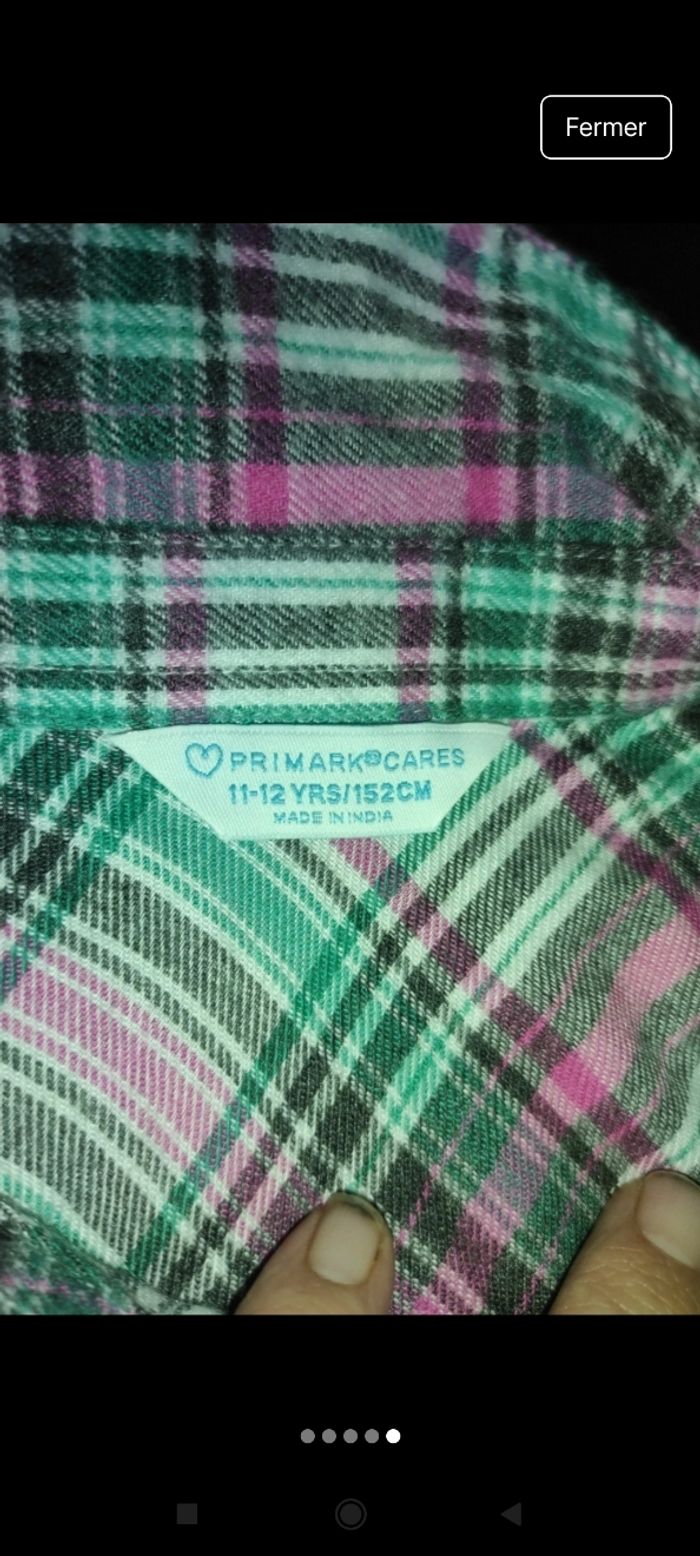 Fermer
PRIMARK® CARES
11-12 YRS/152CM
MADE IN INDIA